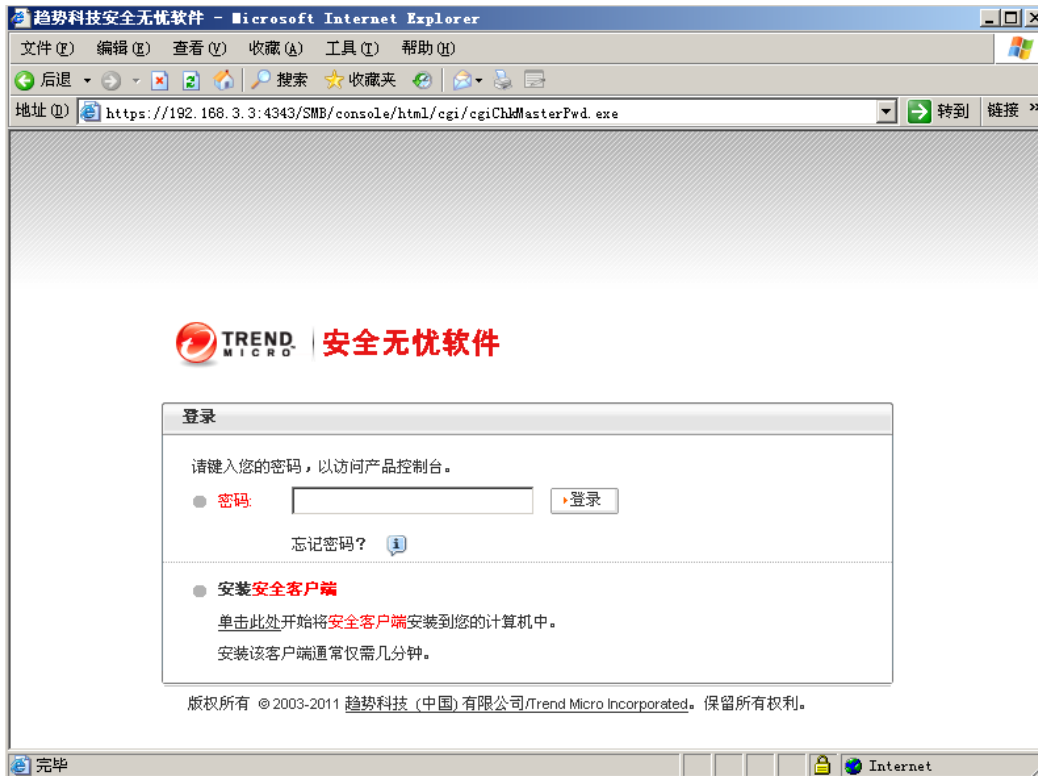 趋势科技安全无忧软件 - Microsoft Internet Explorer
文件(F) 编辑(E) 查看(V) 收藏(A) 工具(T) 帮助(H)
后退 搜索 收藏夹
地址(D) https://192.168.3.3:4343/SMB/console/html/cgi/cgiChkMasterPwd.exe 转到 链接 »
TREND MICRO™ 安全无忧软件
登录
请键入您的密码，以访问产品控制台。
密码: 登录
忘记密码？
安装安全客户端
单击此处开始将安全客户端安装到您的计算机中。
安装该客户端通常仅需几分钟。
版权所有 © 2003-2011 趋势科技 (中国) 有限公司/Trend Micro Incorporated。保留所有权利。
完毕 Internet